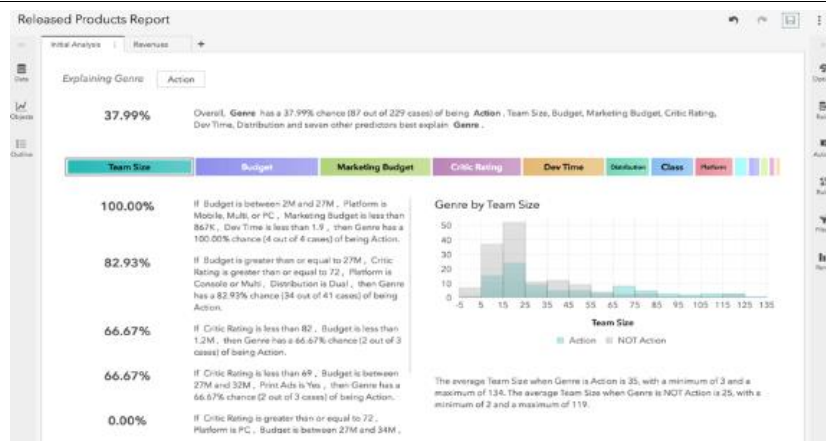 Released Products Report
Initial Analysis
Revenues
+
Data
Objects
Outline
Explaining Genre
Action
37.99%
Overall, Genre has a 37.99% chance (87 out of 229 cases) of being Action. Team Size, Budget, Marketing Budget, Critic Rating,
Dev Time, Distribution and seven other predictors best explain Genre.
Team Size
Budget
Marketing Budget
Critic Rating
Dev Time
Distribution
Class
Platform
100.00%
If Budget is between 2M and 27M, Platform is
Mobile, Multi, or PC, Marketing Budget is less than
867K, Dev Time is less than 1.9, then Genre has a
100.00% chance (4 out of 4 cases) of being Action.
82.93%
If Budget is greater than or equal to 27M, Critic
Rating is greater than or equal to 72, Platform is
Console or Multi, Distribution is Dual, then Genre
has a 82.93% chance (34 out of 41 cases) of being
Action.
66.67%
If Critic Rating is less than 82, Budget is less than
1.2M, then Genre has a 66.67% chance (2 out of 3
cases) of being Action.
66.67%
If Critic Rating is less than 69, Budget is between
27M and 32M, Print Ads is Yes, then Genre has a
66.67% chance (2 out of 3 cases) of being Action.
0.00%
If Critic Rating is greater than or equal to 72,
Platform is PC, Budget is between 27M and 34M,
Genre by Team Size
50
40
30
20
10
0
-5 5 15 25 35 45 55 65 75 85 95 105 115 125 135
Team Size
Action NOT Action
The average Team Size when Genre is Action is 35, with a minimum of 3 and a
maximum of 134. The average Team Size when Genre is NOT Action is 25, with a
minimum of 2 and a maximum of 119.